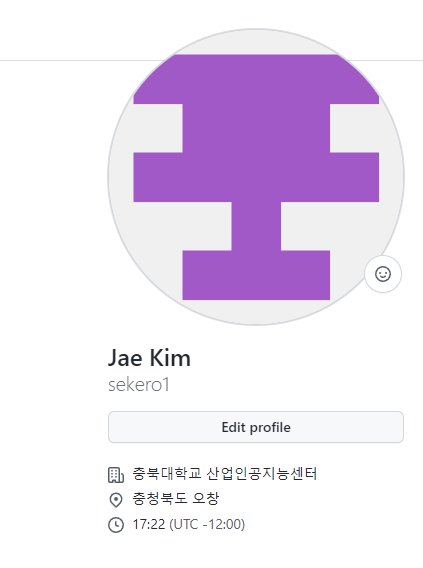 Jae Kim
sekero1
Edit profile
충북대학교 산업인공지능센터
충청북도 오창
17:22 (UTC -12:00)